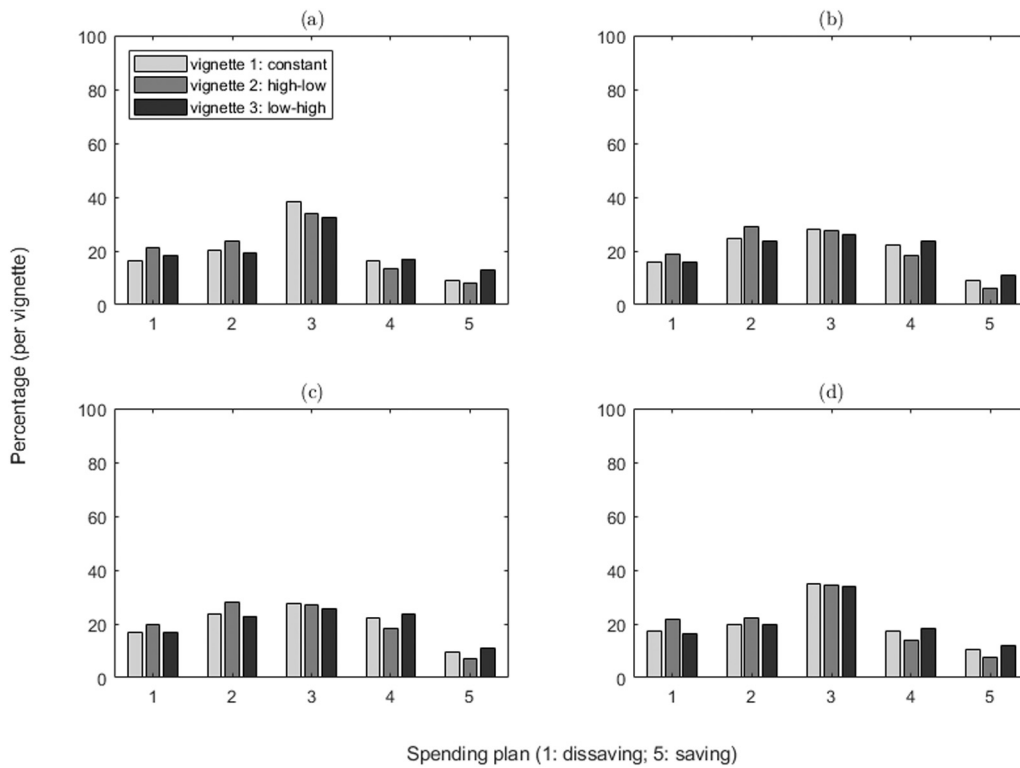 (a)
100
80
60
40
20
0
vignette 1: constant
vignette 2: high-low
vignette 3: low-high
1 2 3 4 5
(b)
100
80
60
40
20
0
1 2 3 4 5
Percentage (per vignette)
(c)
100
80
60
40
20
0
1 2 3 4 5
(d)
100
80
60
40
20
0
1 2 3 4 5
Spending plan (1: dissaving; 5: saving)